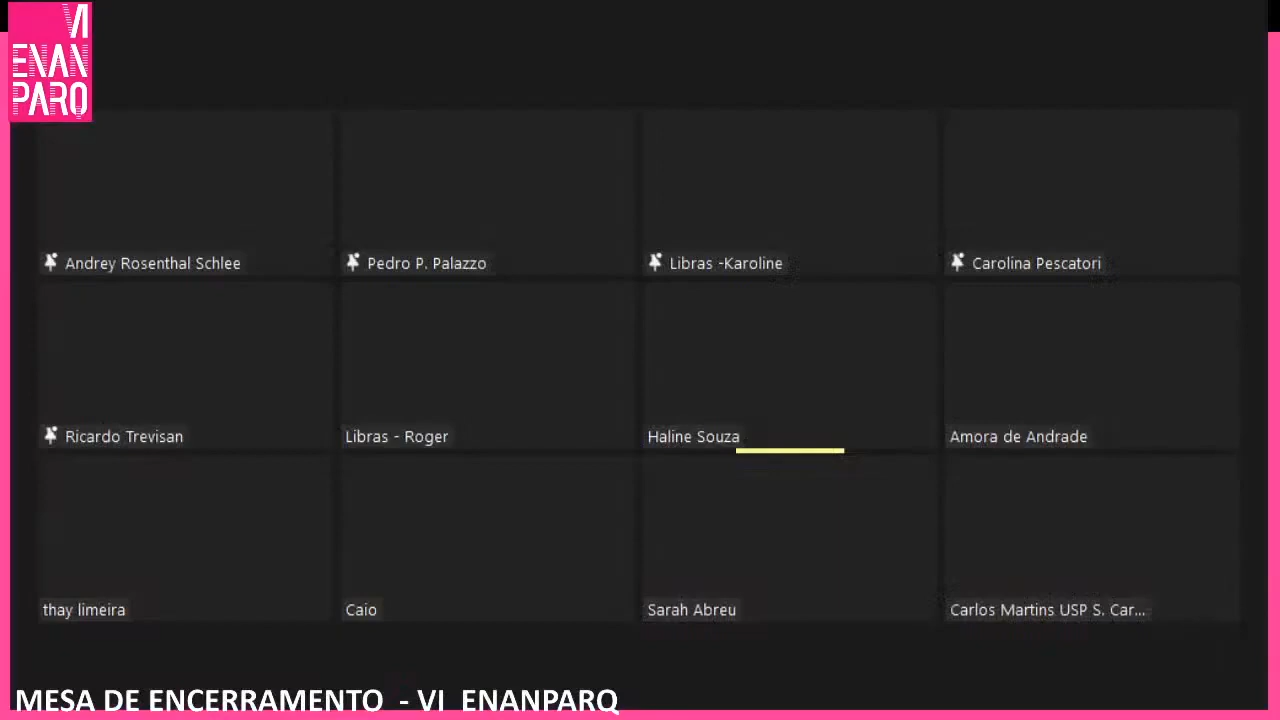 VI
ENAN
PARQ
Andrey Rosenthal Schlee
Pedro P. Palazzo
Libras -Karoline
Carolina Pescatori
Ricardo Trevisan
Libras - Roger
Haline Souza
Amora de Andrade
thay limeira
Caio
Sarah Abreu
Carlos Martins USP S. Car...
MESA DE ENCERRAMENTO - VI ENANPARQ